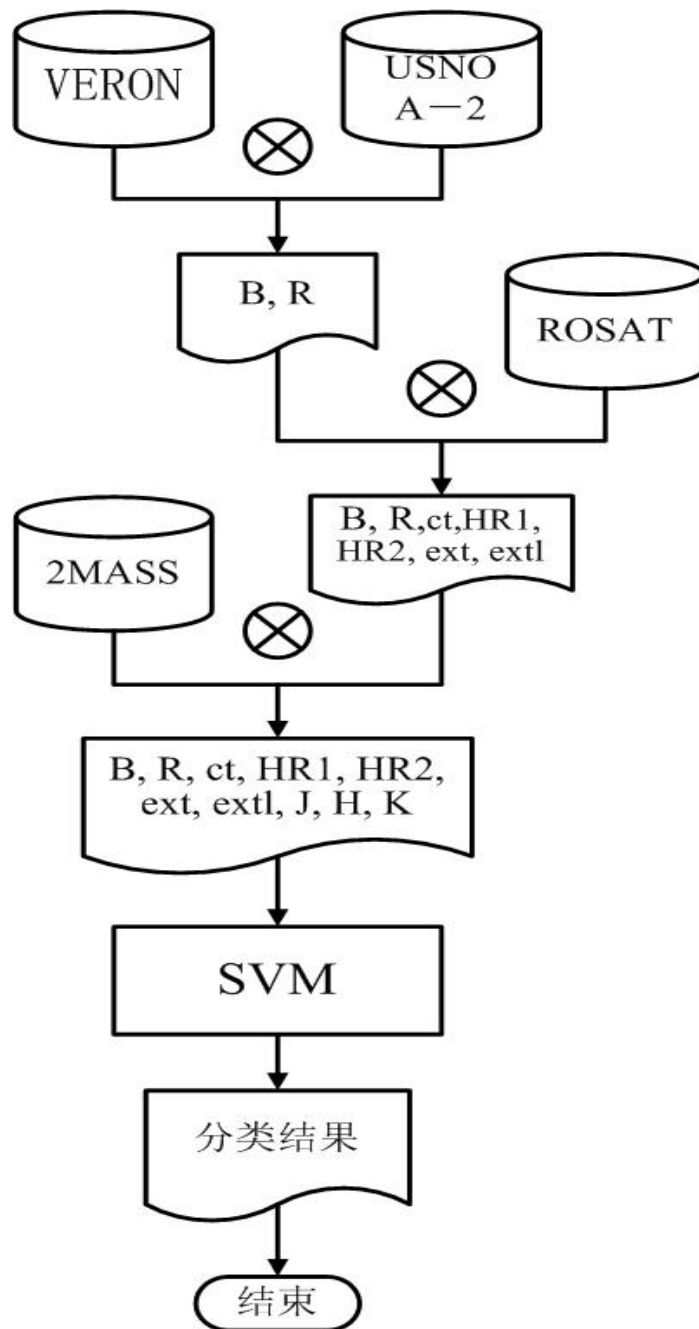 VERON
USNO
A－2
B, R
ROSAT
B, R,ct,HR1,
HR2, ext, extl
2MASS
B, R, ct, HR1, HR2,
ext, extl, J, H, K
SVM
分类结果
结束